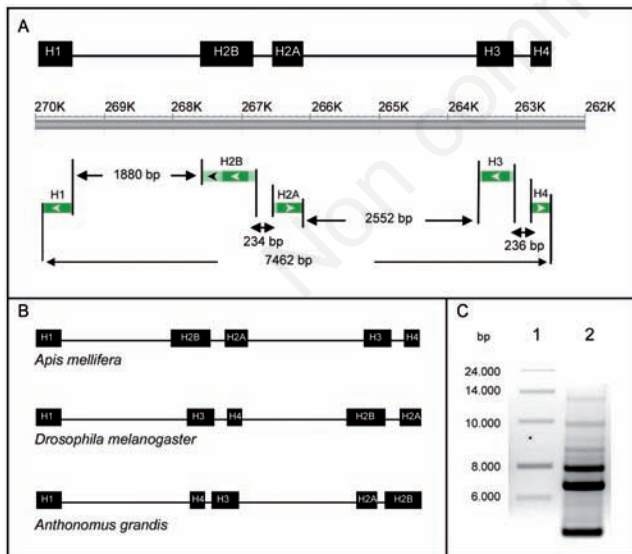 A
H1 H2B H2A H3 H4
270K 269K 268K 267K 266K 265K 264K 263K 262K
H2B H3
1880 bp
H1 H2A H4
2552 bp
234 bp 236 bp
7462 bp
Non comm
B
H1 H2B H2A H3 H4
Apis mellifera
H1 H3 H4 H2B H2A
Drosophila melanogaster
H1 H4 H3 H2A H2B
Anthonomus grandis
C
bp 1 2
24.000
14.000
10.000
8.000
6.000